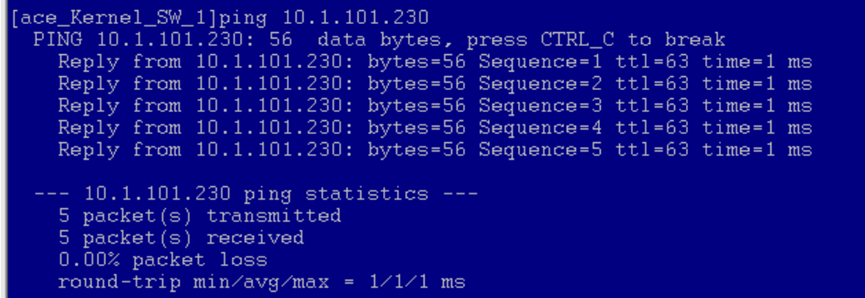 [ace_Kernel_SW_1]ping 10.1.101.230
PING 10.1.101.230: 56  data bytes, press CTRL_C to break
Reply from 10.1.101.230: bytes=56 Sequence=1 ttl=63 time=1 ms
Reply from 10.1.101.230: bytes=56 Sequence=2 ttl=63 time=1 ms
Reply from 10.1.101.230: bytes=56 Sequence=3 ttl=63 time=1 ms
Reply from 10.1.101.230: bytes=56 Sequence=4 ttl=63 time=1 ms
Reply from 10.1.101.230: bytes=56 Sequence=5 ttl=63 time=1 ms
--- 10.1.101.230 ping statistics ---
5 packet(s) transmitted
5 packet(s) received
0.00% packet loss
round-trip min/avg/max = 1/1/1 ms